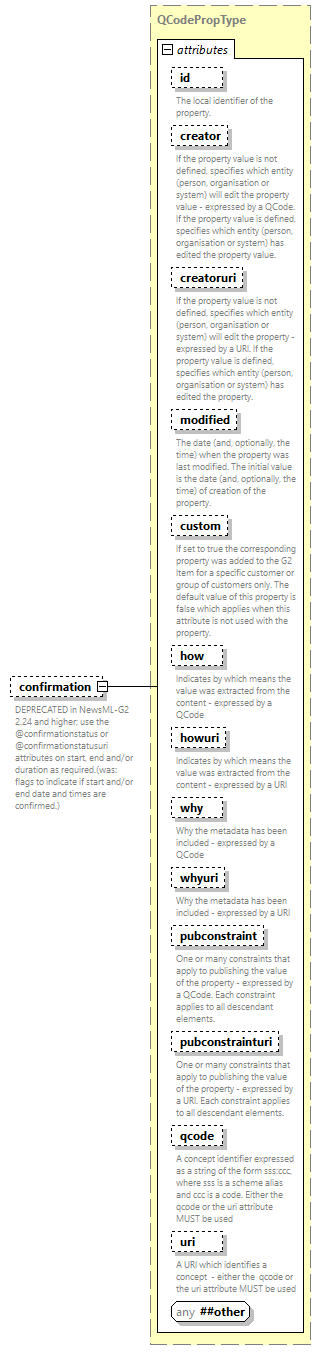 QCodePropType
attributes
id
The local identifier of the
property.
creator
If the property value is not
defined, specifies which entity
(person, organisation or
system) will edit the property
value - expressed by a QCode.
If the property value is defined,
specifies which entity (person,
organisation or system) has
edited the property value.
creatoruri
If the property value is not
defined, specifies which entity
(person, organisation or
system) will edit the property -
expressed by a URI. If the
property value is defined,
specifies which entity (person,
organisation or system) has
edited the property.
modified
The date (and, optionally, the
time) when the property was
last modified. The initial value
is the date (and, optionally, the
time) of creation of the
property.
custom
If set to true the corresponding
property was added to the G2
Item for a specific customer or
group of customers only. The
default value of this property is
false which applies when this
attribute is not used with the
property.
how
Indicates by which means the
value was extracted from the
content - expressed by a
QCode
confirmation
DEPRECATED in NewsML-G2
2.24 and higher; use the
@confirmationstatus or
@confirmationstatusuri
attributes on start, end and/or
duration as required.(was:
flags to indicate if start and/or
end date and times are
confirmed.)
howuri
Indicates by which means the
value was extracted from the
content - expressed by a URI
why
Why the metadata has been
included - expressed by a
QCode
whyuri
Why the metadata has been
included - expressed by a URI
pubconstraint
One or many constraints that
apply to publishing the value
of the property - expressed by
a QCode. Each constraint
applies to all descendant
elements.
pubconstrainturi
One or many constraints that
apply to publishing the value
of the property - expressed by
a URI. Each constraint applies
to all descendant elements.
qcode
A concept identifier expressed
as a string of the form sss:ccc,
where sss is a scheme alias
and ccc is a code. Either the
qcode or the uri attribute
MUST be used
uri
A URI which identifies a
concept - either the qcode or
the uri attribute MUST be used
any ##other